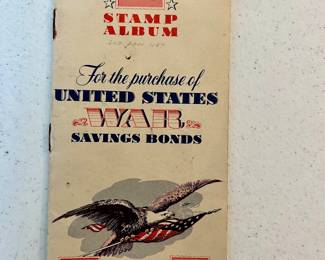 STAMP
ALBUM
For the purchase of
UNITED STATES
WAR
SAVINGS BONDS